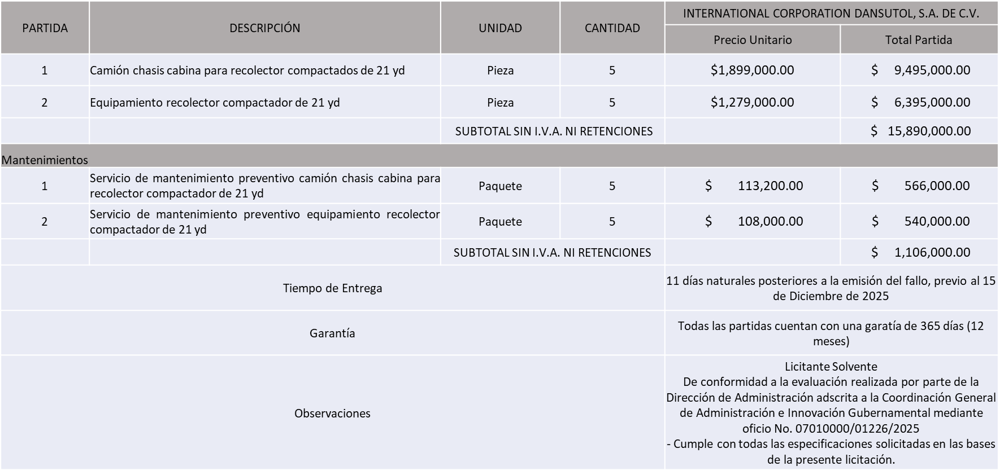 PARTIDA DESCRIPCIÓN UNIDAD CANTIDAD INTERNATIONAL CORPORATION DANSUTOL, S.A. DE C.V.
Precio Unitario Total Partida
1 Camión chasis cabina para recolector compactados de 21 yd Pieza 5 $1,899,000.00 $ 9,495,000.00
2 Equipamiento recolector compactador de 21 yd Pieza 5 $1,279,000.00 $ 6,395,000.00
SUBTOTAL SIN I.V.A. NI RETENCIONES $ 15,890,000.00
Mantenimientos
1 Servicio de mantenimiento preventivo camión chasis cabina para
recolector compactador de 21 yd Paquete 5 $ 113,200.00 $ 566,000.00
2 Servicio de mantenimiento preventivo equipamiento recolector
compactador de 21 yd Paquete 5 $ 108,000.00 $ 540,000.00
SUBTOTAL SIN I.V.A. NI RETENCIONES $ 1,106,000.00
Tiempo de Entrega 11 días naturales posteriores a la emisión del fallo, previo al 15
de Diciembre de 2025
Garantía Todas las partidas cuentan con una garatía de 365 días (12
meses)
Observaciones Licitante Solvente
De conformidad a la evaluación realizada por parte de la
Dirección de Administración adscrita a la Coordinación General
de Administración e Innovación Gubernamental mediante
oficio No. 07010000/01226/2025
- Cumple con todas las especificaciones solicitadas en las bases
de la presente licitación.